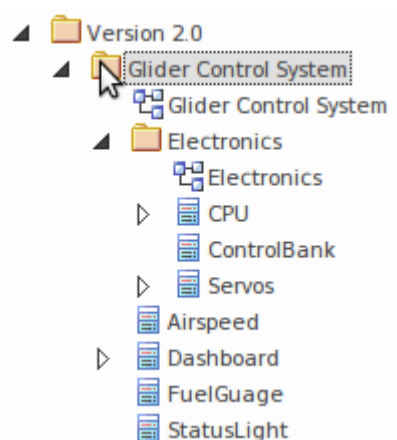 Version 2.0
Glider Control System
Glider Control System
Electronics
Electronics
CPU
ControlBank
Servos
Airspeed
Dashboard
FuelGuage
StatusLight